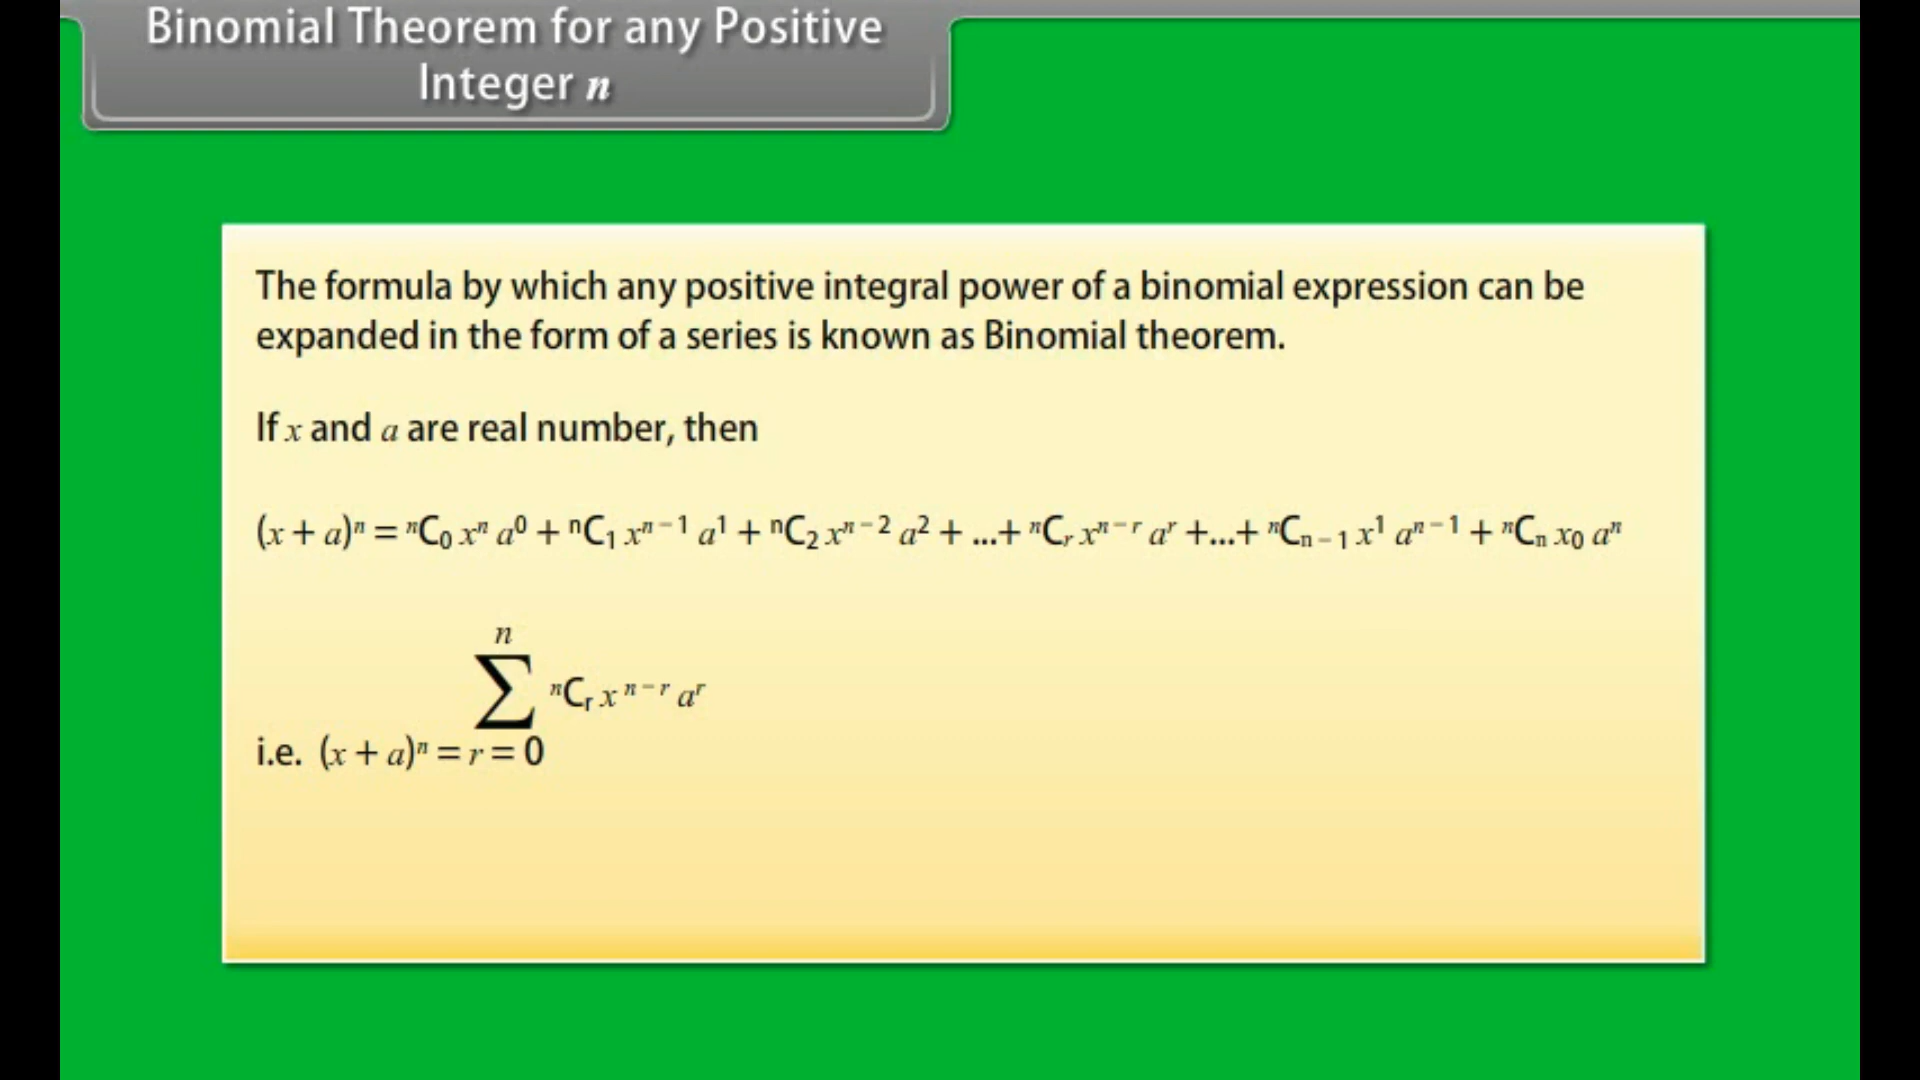 Binomial Theorem for any Positive
Integer n
The formula by which any positive integral power of a binomial expression can be
expanded in the form of a series is known as Binomial theorem.
If x and a are real number, then
(x + a)ⁿ = ⁿC₀ xⁿ a⁰ + ⁿC₁ xⁿ⁻¹ a¹ + ⁿC₂ xⁿ⁻² a² + ...+ ⁿCᵣ xⁿ⁻ʳ aʳ +...+ ⁿCₙ₋₁ x¹ aⁿ⁻¹ + ⁿCₙ x₀ aⁿ
n
∑ ⁿCᵣ x ⁿ⁻ʳ aʳ
i.e. (x + a)ⁿ = r = 0